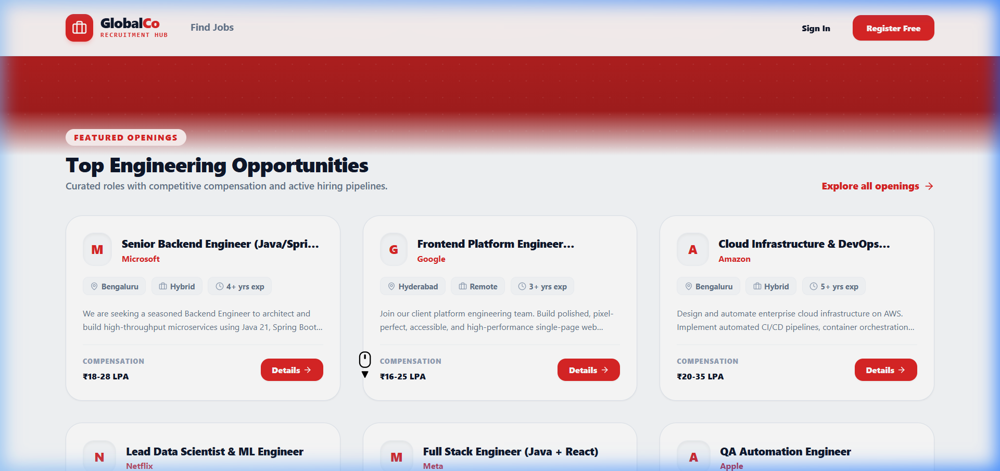 GlobalCo
RECRUITMENT HUB
Find Jobs
Sign In
Register Free
FEATURED OPENINGS
Top Engineering Opportunities
Curated roles with competitive compensation and active hiring pipelines.
Explore all openings →
M
Senior Backend Engineer (Java/Spri...
Microsoft
Bengaluru
Hybrid
4+ yrs exp
We are seeking a seasoned Backend Engineer to architect and
build high-throughput microservices using Java 21, Spring Boot...
COMPENSATION
₹18-28 LPA
Details →
G
Frontend Platform Engineer...
Google
Hyderabad
Remote
3+ yrs exp
Join our client platform engineering team. Build polished, pixel-
perfect, accessible, and high-performance single-page web...
COMPENSATION
₹16-25 LPA
Details →
A
Cloud Infrastructure & DevOps...
Amazon
Bengaluru
Hybrid
5+ yrs exp
Design and automate enterprise cloud infrastructure on AWS.
Implement automated CI/CD pipelines, container orchestration...
COMPENSATION
₹20-35 LPA
Details →
N
Lead Data Scientist & ML Engineer
Netflix
M
Full Stack Engineer (Java + React)
Meta
A
QA Automation Engineer
Apple